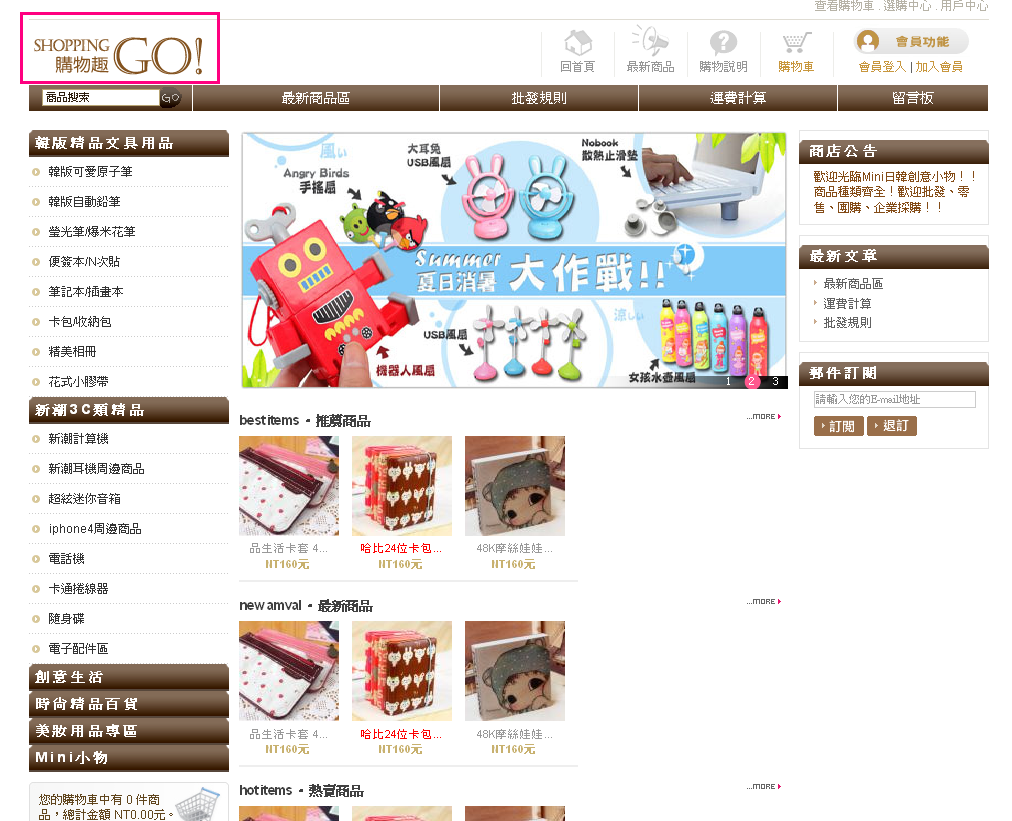 查看購物車 . 選購中心 . 用戶中心
SHOPPING
購物趣
GO!
回首頁
最新商品
購物說明
購物車
會員功能
會員登入 | 加入會員
商品搜索
GO
最新商品區
批發規則
運費計算
留言板
韓版精品文具用品
韓版可愛原子筆
韓版自動鉛筆
螢光筆/爆米花筆
便簽本/N次貼
筆記本/插畫本
卡包/收納包
精美相冊
花式小膠帶
新潮3C類精品
新潮計算機
新潮耳機周邊商品
超炫迷你音箱
iphone4周邊商品
電話機
卡通捲線器
隨身碟
電子配件區
創意生活
時尚精品百貨
美妝用品專區
Mini小物
您的購物車中有 0 件商
品，總計金額 NT0.00元。
風い
Angry Birds
手搖扇
大耳兔
USB風扇
Nobook
散熱止滑墊
Summer
夏日消暑 大作戰!!
USB風扇
涼しい
機器人風扇
女孩水壺風扇
1
2
3
best items・推薦商品
...MORE
品生活卡套 4...
NT160元
哈比24位卡包...
NT160元
48K摩絲娃娃...
NT160元
new arrival・最新商品
...MORE
品生活卡套 4...
NT160元
哈比24位卡包...
NT160元
48K摩絲娃娃...
NT160元
hot items・熱賣商品
...MORE
商店公告
歡迎光臨Mini日韓創意小物！！
商品種類齊全！歡迎批發、零
售、團購、企業採購！！
最新文章
最新商品區
運費計算
批發規則
郵件訂閱
請輸入您的E-mail地址
訂閱
退訂